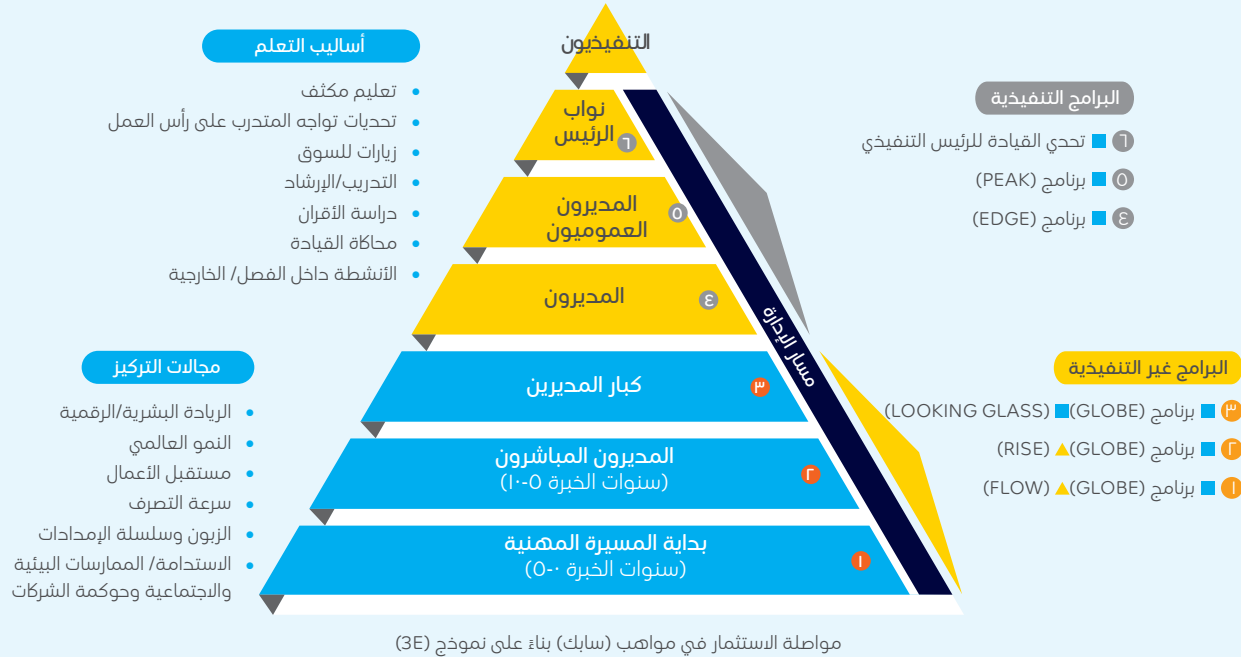 التنفيذيون
نواب
الرئيس
٦
المديرون
العموميون
٥
المديرون
٤
كبار المديرين
٣
المديرون المباشرون
(سنوات الخبرة ٥-١٠)
٢
بداية المسيرة المهنية
(سنوات الخبرة ٠-٥)
١
مسار الإدارة
البرامج التنفيذية
٦ تحدي القيادة للرئيس التنفيذي
٥ برنامج (PEAK)
٤ برنامج (EDGE)
البرامج غير التنفيذية
٣ برنامج (GLOBE) (LOOKING GLASS)
٢ برنامج (GLOBE) (RISE)
١ برنامج (GLOBE) (FLOW)
أساليب التعلم
• تعليم مكثف
• تحديات تواجه المتدرب على رأس العمل
• زيارات للسوق
• التدريب/الإرشاد
• دراسة الأقران
• محاكاة القيادة
• الأنشطة داخل الفصل/ الخارجية
مجالات التركيز
• الريادة البشرية/الرقمية
• النمو العالمي
• مستقبل الأعمال
• سرعة التصرف
• الزبون وسلسلة الإمدادات
• الاستدامة/ الممارسات البيئية
والاجتماعية وحوكمة الشركات
مواصلة الاستثمار في مواهب (سابك) بناءً على نموذج (3E)